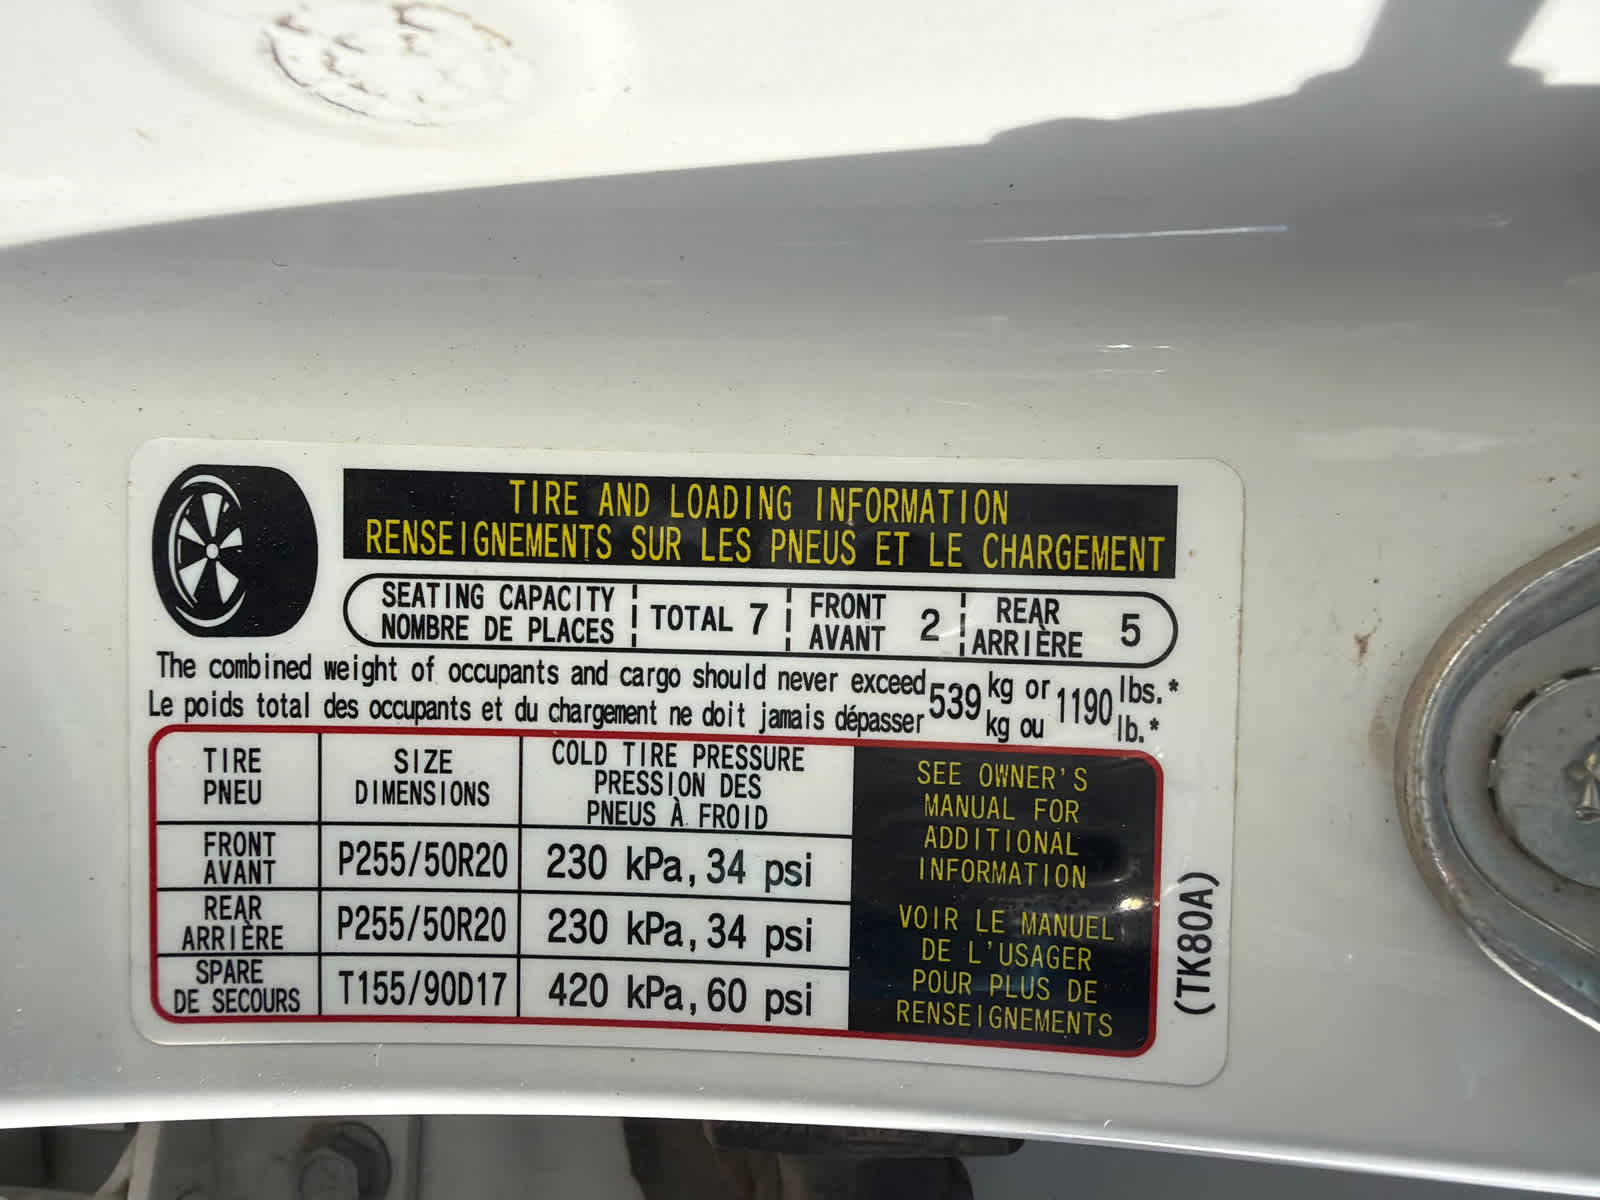 TIRE AND LOADING INFORMATION
RENSEIGNEMENTS SUR LES PNEUS ET LE CHARGEMENT
SEATING CAPACITY
NOMBRE DE PLACES
TOTAL 7
FRONT
AVANT
2
REAR
ARRIÈRE
5
The combined weight of occupants and cargo should never exceed 539 kg or 1190 lbs.*
Le poids total des occupants et du chargement ne doit jamais dépasser kg ou lb.*
TIRE
PNEU
SIZE
DIMENSIONS
COLD TIRE PRESSURE
PRESSION DES
PNEUS À FROID
FRONT
AVANT
P255/50R20
230 kPa, 34 psi
REAR
ARRIÈRE
P255/50R20
230 kPa, 34 psi
SPARE
DE SECOURS
T155/90D17
420 kPa, 60 psi
SEE OWNER'S
MANUAL FOR
ADDITIONAL
INFORMATION
VOIR LE MANUEL
DE L'USAGER
POUR PLUS DE
RENSEIGNEMENTS
(TK80A)